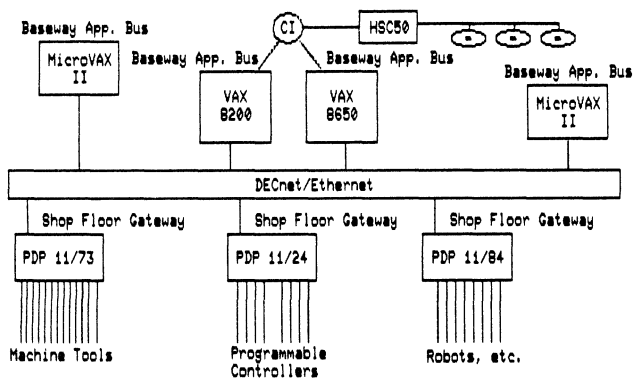 Baseway App. Bus
CI
HSC50
MicroVAX
II
Baseway App. Bus
Baseway App. Bus
VAX
8200
VAX
8650
Baseway App. Bus
MicroVAX
II
DECnet/Ethernet
Shop Floor Gateway
Shop Floor Gateway
Shop Floor Gateway
PDP 11/73
PDP 11/24
PDP 11/84
Machine Tools
Programmable
Controllers
Robots, etc.